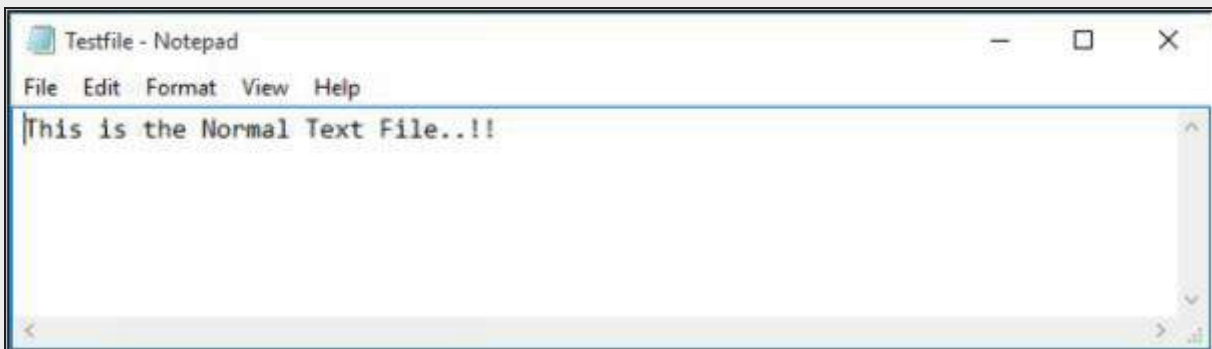 Testfile - Notepad
File Edit Format View Help
This is the Normal Text File..!!